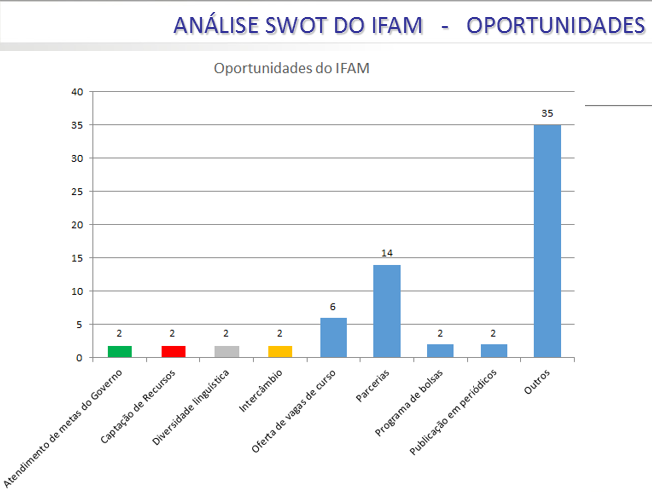 ANÁLISE SWOT DO IFAM - OPORTUNIDADES
Oportunidades do IFAM
40
35
30
25
20
15
10
5
0
2
2
2
2
6
14
2
2
35
Atendimento de metas do Governo
Captação de Recursos
Diversidade linguística
Intercâmbio
Oferta de vagas de curso
Parcerias
Programa de bolsas
Publicação em periódicos
Outros